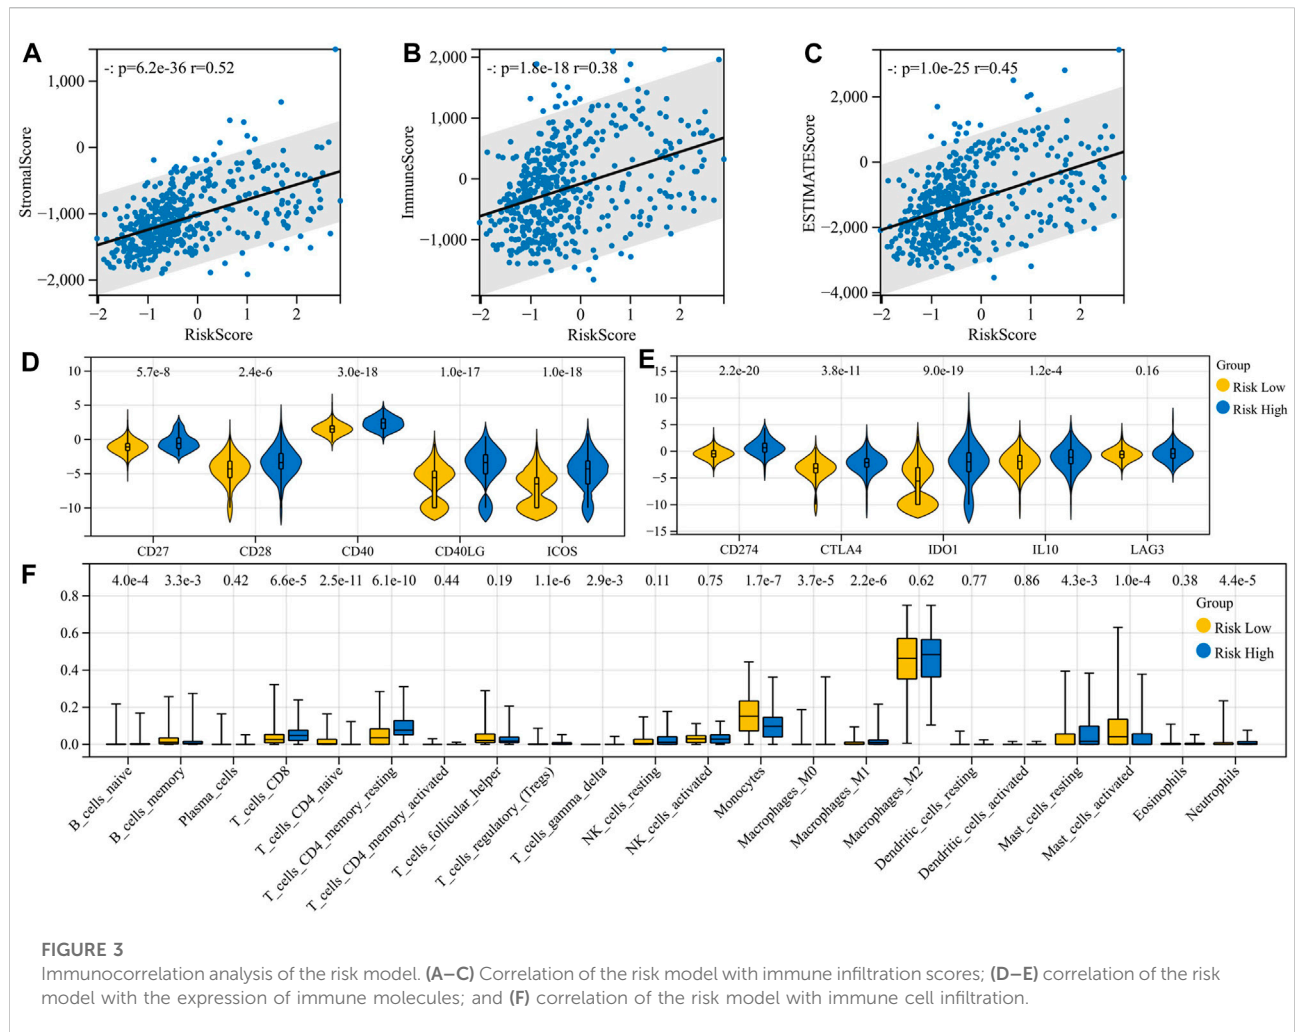 A
-: p=6.2e-36 r=0.52
StromalScore
1,000
0
−1,000
−2,000
−2 −1 0 1 2
RiskScore
B
-: p=1.8e-18 r=0.38
ImmuneScore
2,000
1,000
0
−1,000
−2 −1 0 1 2
RiskScore
C
-: p=1.0e-25 r=0.45
ESTIMATEScore
2,000
0
−2,000
−4,000
−2 −1 0 1 2
RiskScore
D
10
5
0
−5
−10
5.7e-8 2.4e-6 3.0e-18 1.0e-17 1.0e-18
CD27 CD28 CD40 CD40LG ICOS
E
15
10
5
0
−5
−10
−15
2.2e-20 3.8e-11 9.0e-19 1.2e-4 0.16
CD274 CTLA4 IDO1 IL10 LAG3
Group
Risk Low
Risk High
F
4.0e-4 3.3e-3 0.42 6.6e-5 2.5e-11 6.1e-10 0.44 0.19 1.1e-6 2.9e-3 0.11 0.75 1.7e-7 3.7e-5 2.2e-6 0.62 0.77 0.86 4.3e-3 1.0e-4 0.38 4.4e-5
0.8
0.6
0.4
0.2
0.0
Group
Risk Low
Risk High
B_cells_naive
B_cells_memory
Plasma_cells
T_cells_CD8
T_cells_CD4_naive
T_cells_CD4_memory_resting
T_cells_CD4_memory_activated
T_cells_follicular_helper
T_cells_regulatory_(Tregs)
T_cells_gamma_delta
NK_cells_resting
NK_cells_activated
Monocytes
Macrophages_M0
Macrophages_M1
Macrophages_M2
Dendritic_cells_resting
Dendritic_cells_activated
Mast_cells_resting
Mast_cells_activated
Eosinophils
Neutrophils
FIGURE 3
Immunocorrelation analysis of the risk model. (A–C) Correlation of the risk model with immune infiltration scores; (D–E) correlation of the risk
model with the expression of immune molecules; and (F) correlation of the risk model with immune cell infiltration.